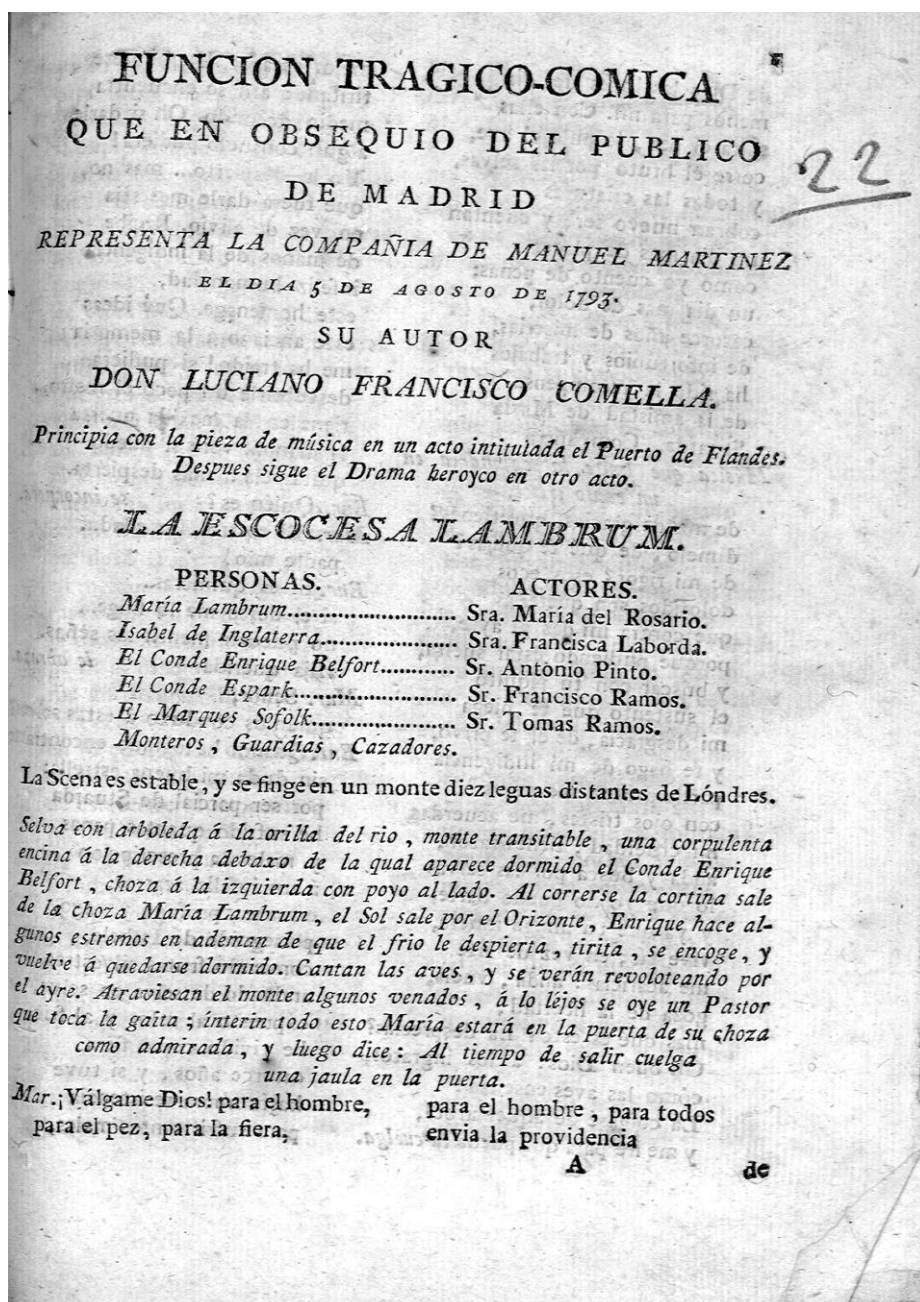 FUNCION TRAGICO-COMICA
QUE EN OBSEQUIO DEL PUBLICO
DE MADRID
REPRESENTA LA COMPAÑIA DE MANUEL MARTINEZ
EL DIA 5 DE AGOSTO DE 1793.
SU AUTOR
DON LUCIANO FRANCISCO COMELLA.
22
Principia con la pieza de música en un acto intitulada el Puerto de Flandes.
Despues sigue el Drama heroyco en otro acto.
LA ESCOCESA LAMBRUM.
PERSONAS. ACTORES.
María Lambrum............................ Sra. María del Rosario.
Isabel de Inglaterra...................... Sra. Francisca Laborda.
El Conde Enrique Belfort............ Sr. Antonio Pinto.
El Conde Espark.......................... Sr. Francisco Ramos.
El Marques Sofolk....................... Sr. Tomas Ramos.
Monteros, Guardias, Cazadores.
La Scena es estable, y se finge en un monte diez leguas distantes de Lóndres.
Selva con arboleda á la orilla del rio, monte transitable, una corpulenta
encina á la derecha debaxo de la qual aparece dormido el Conde Enrique
Belfort, choza á la izquierda con poyo al lado. Al correrse la cortina sale
de la choza María Lambrum, el Sol sale por el Orizonte, Enrique hace al-
gunos estremos en ademan de que el frio le despierta, tirita, se encoge, y
vuelve á quedarse dormido. Cantan las aves, y se verán revoloteando por
el ayre. Atraviesan el monte algunos venados, á lo léjos se oye un Pastor
que toca la gaita; ínterin todo esto María estará en la puerta de su choza
como admirada, y luego dice: Al tiempo de salir cuelga
una jaula en la puerta.
Mar. ¡Válgame Dios! para el hombre,
para el pez, para la fiera,
para el hombre, para todos
envia la providencia
A de